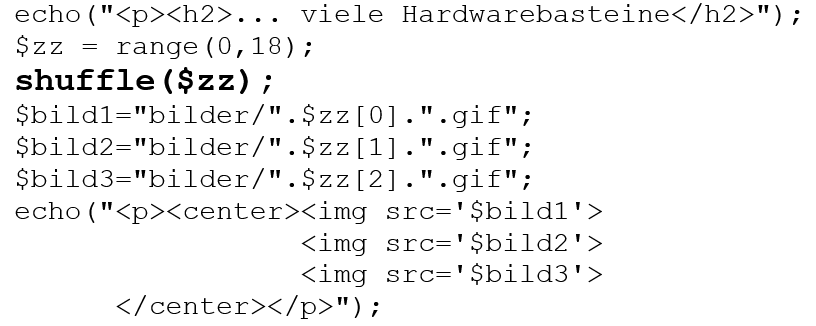 echo("<p><h2>... viele Hardwarebasteine</h2>");
$zz = range(0,18);
shuffle($zz);
$bild1="bilder/".$zz[0].".gif";
$bild2="bilder/".$zz[1].".gif";
$bild3="bilder/".$zz[2].".gif";
echo("<p><center><img src='$bild1'>
<img src='$bild2'>
<img src='$bild3'>
</center></p>");